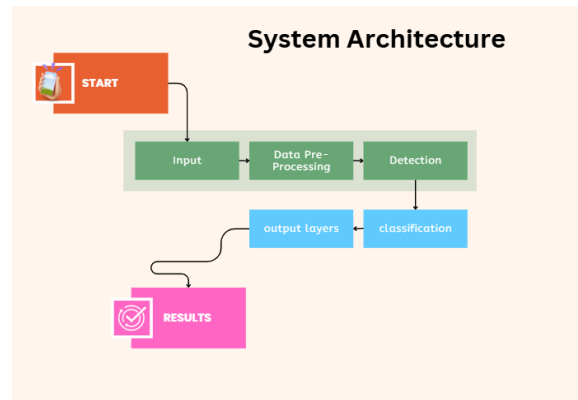 System Architecture
START
Input
Data Pre-
Processing
Detection
output layers
classification
RESULTS